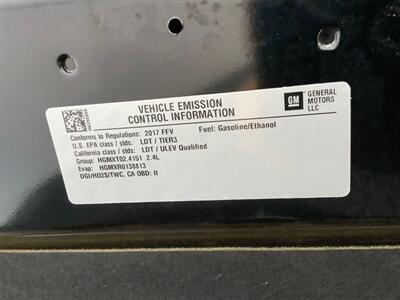 VEHICLE EMISSION
CONTROL INFORMATION
GM
GENERAL
MOTORS
LLC
Conforms to Regulations: 2017 FFV Fuel: Gasoline/Ethanol
U.S. EPA class / stds: LDT / TIER3
California class / stds: LDT / ULEV Qualified
Group: HGMXT02.4151 2.4L
Evap: HGMXR0138813
DGI/HO2S/TWC, CA OBD: II